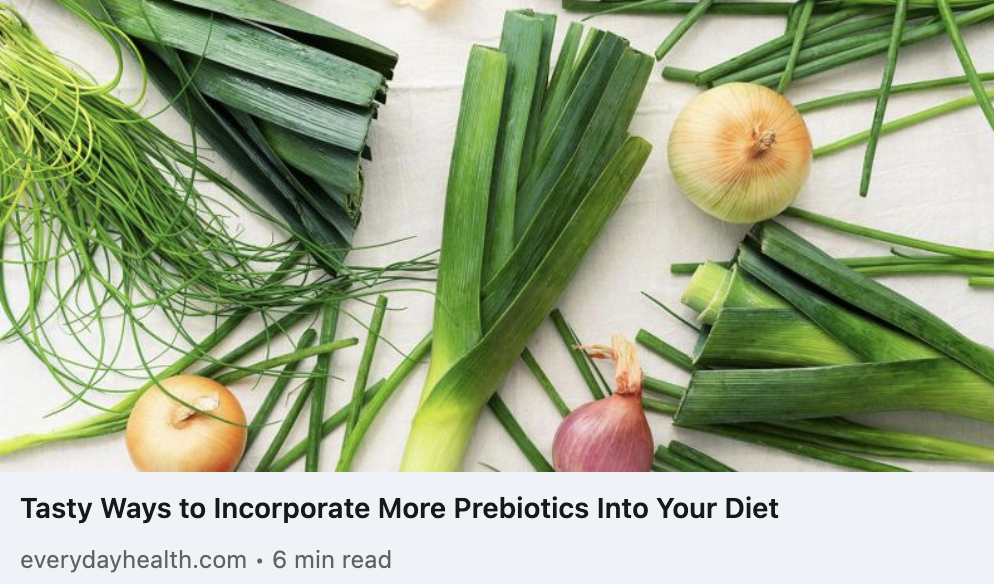 Tasty Ways to Incorporate More Prebiotics Into Your Diet
everydayhealth.com • 6 min read